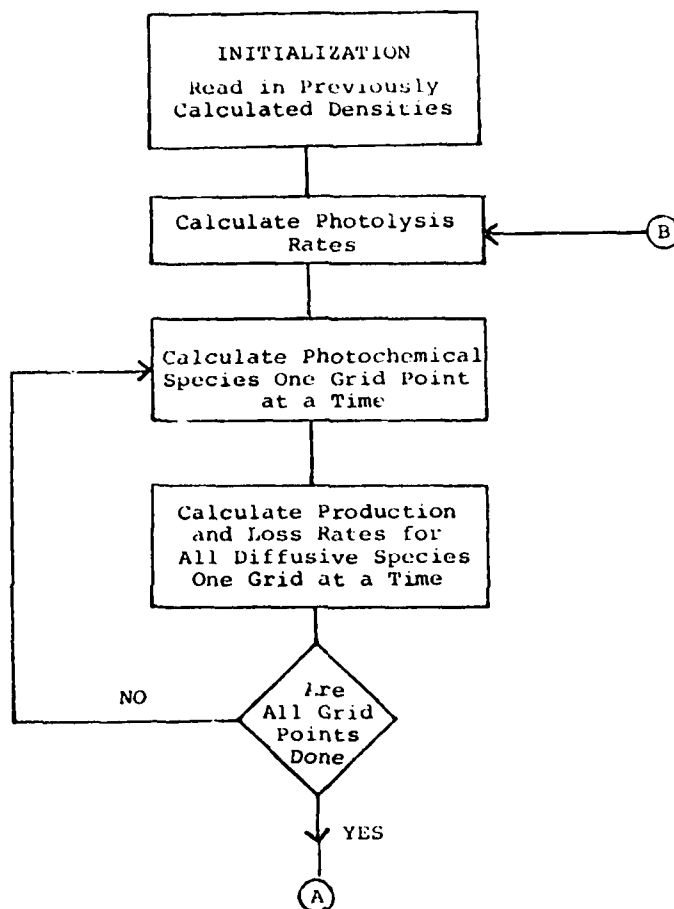 INITIALIZATION
Read in Previously
Calculated Densities
Calculate Photolysis
Rates
B
Calculate Photochemical
Species One Grid Point
at a Time
Calculate Production
and Loss Rates for
All Diffusive Species
One Grid at a Time
NO
Are
All Grid
Points
Done
YES
A